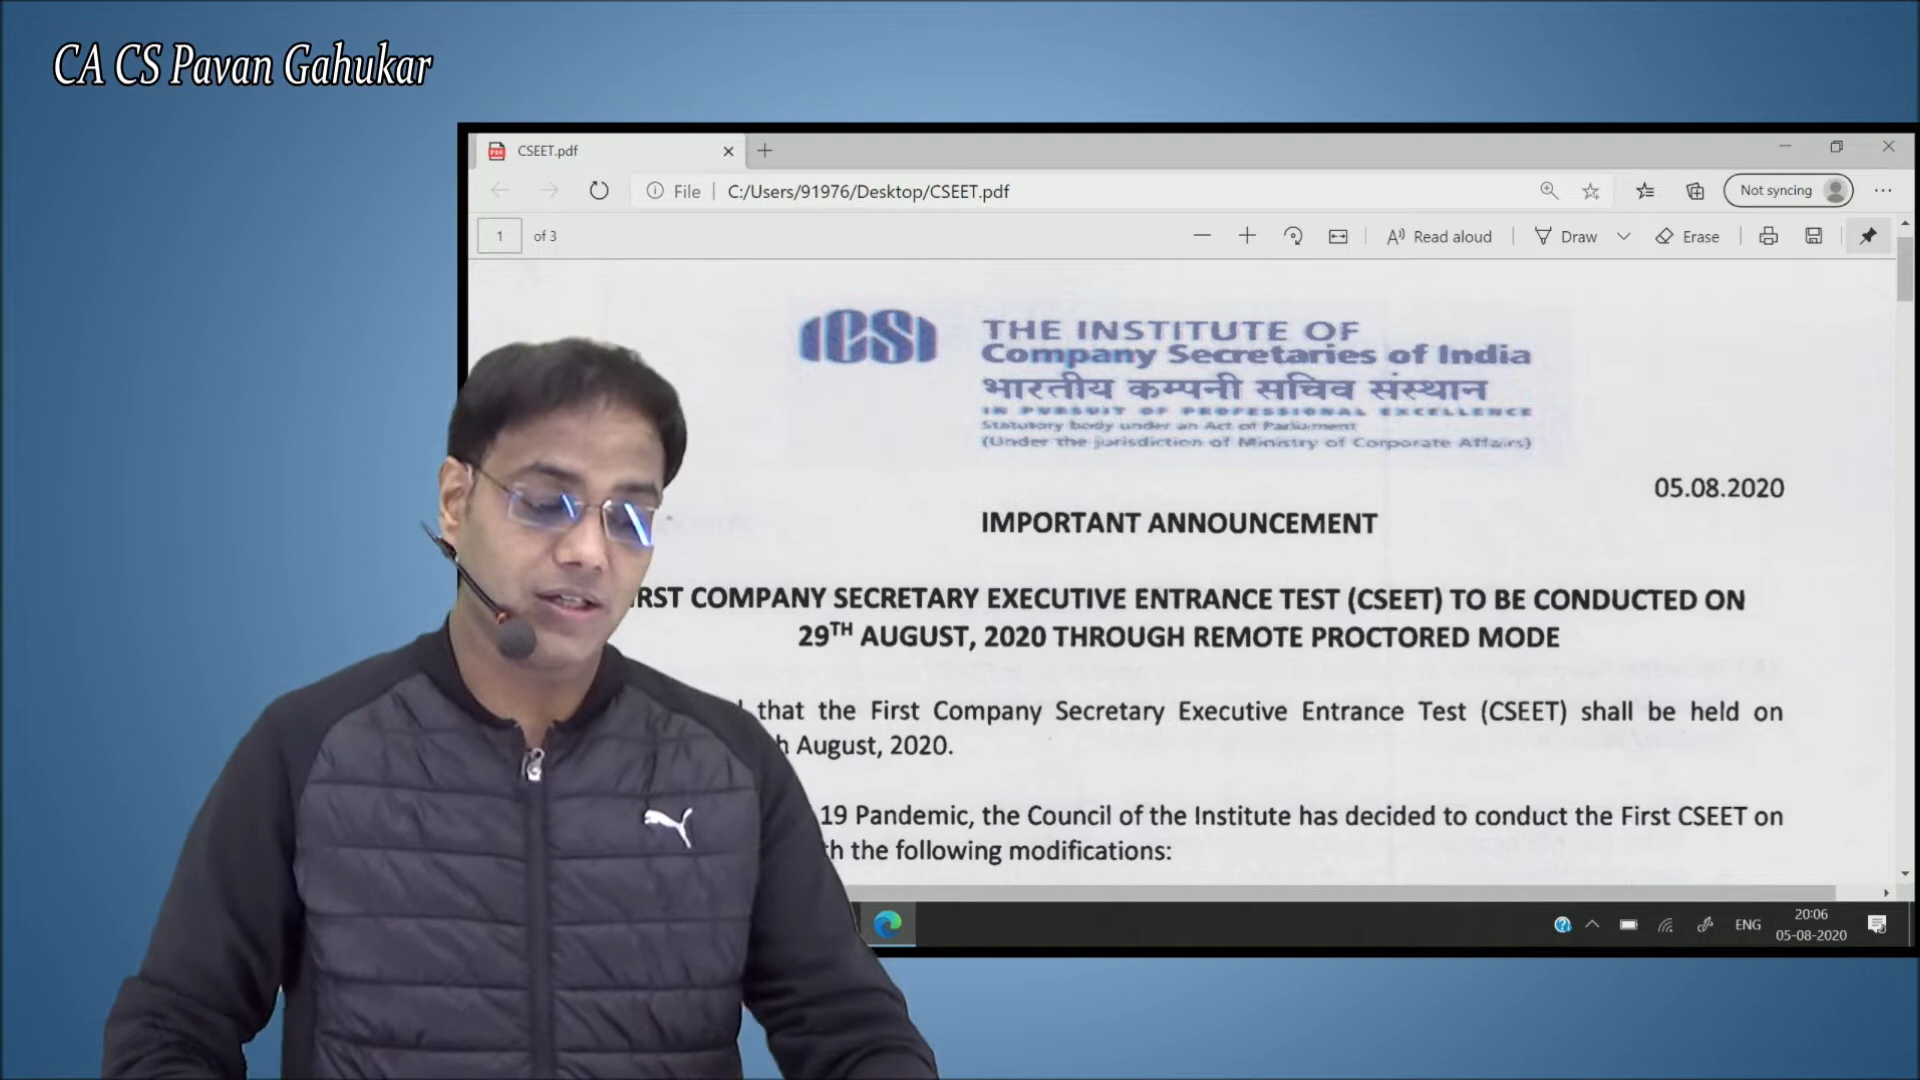 CA CS Pavan Gahukar
CSEET.pdf
File | C:/Users/91976/Desktop/CSEET.pdf
Not syncing
1 of 3
Read aloud
Draw
Erase
ICSI
THE INSTITUTE OF
Company Secretaries of India
भारतीय कम्पनी सचिव संस्थान
IN PURSUIT OF PROFESSIONAL EXCELLENCE
Statutory body under an Act of Parliament
(Under the jurisdiction of Ministry of Corporate Affairs)
05.08.2020
IMPORTANT ANNOUNCEMENT
RST COMPANY SECRETARY EXECUTIVE ENTRANCE TEST (CSEET) TO BE CONDUCTED ON
29TH AUGUST, 2020 THROUGH REMOTE PROCTORED MODE
that the First Company Secretary Executive Entrance Test (CSEET) shall be held on
h August, 2020.
19 Pandemic, the Council of the Institute has decided to conduct the First CSEET on
h the following modifications:
ENG
20:06
05-08-2020